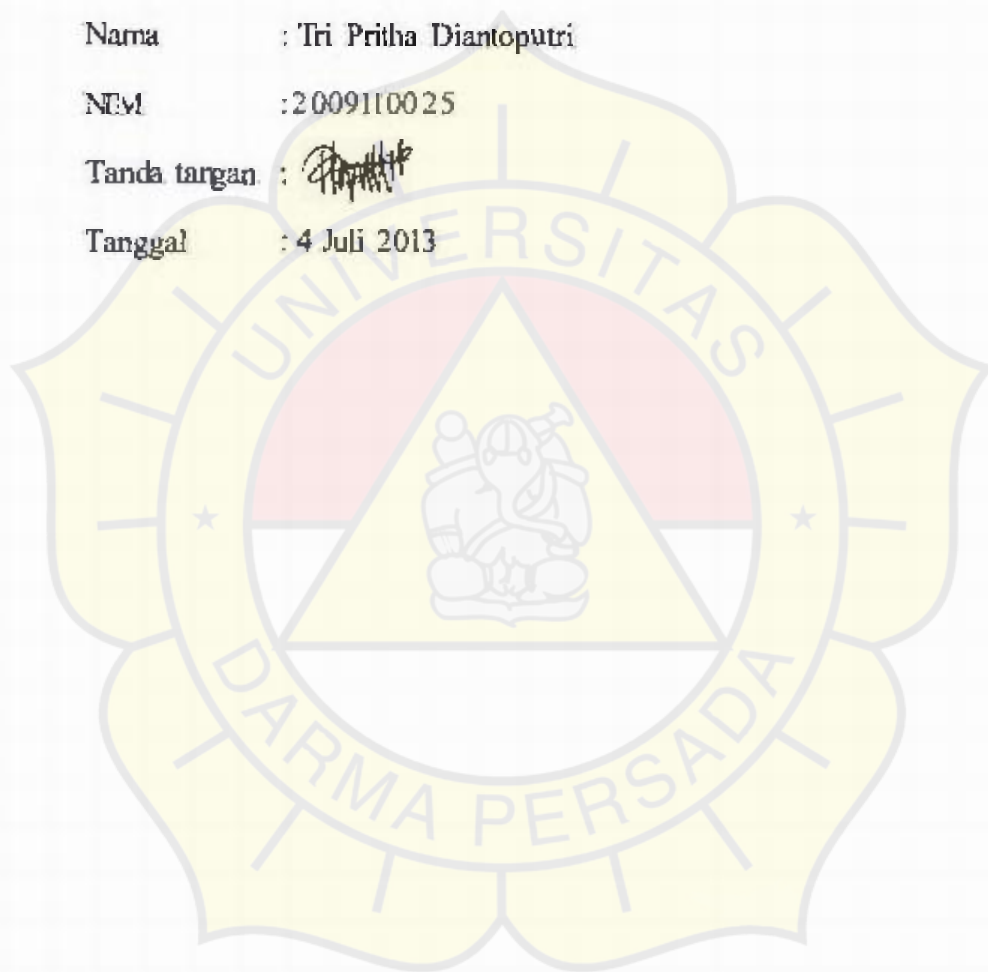 Nama : Tri Pritha Diantoputri
NIM : 2009110025
Tanda tangan :
Tanggal : 4 Juli 2013
UNIVERSITAS
DARMA PERSADA